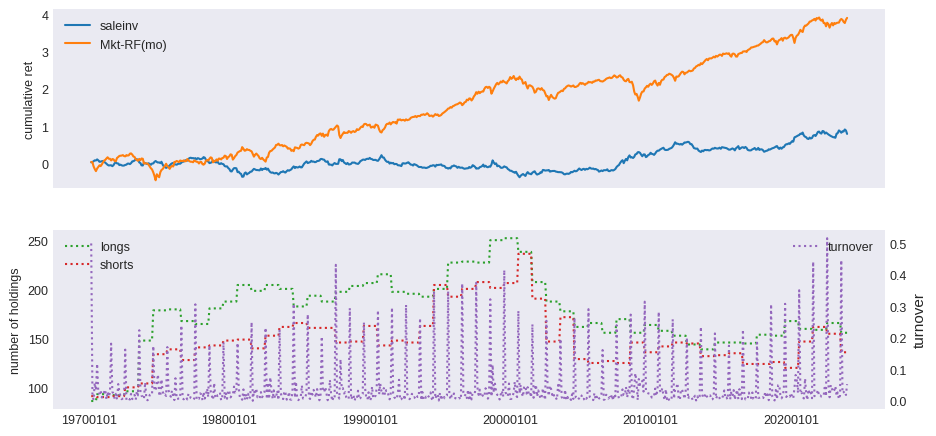 4
3
2
1
0
cumulative ret
saleinv
Mkt-RF(mo)
250
200
150
100
number of holdings
longs
shorts
turnover
0.5
0.4
0.3
0.2
0.1
0.0
turnover
19700101
19800101
19900101
20000101
20100101
20200101